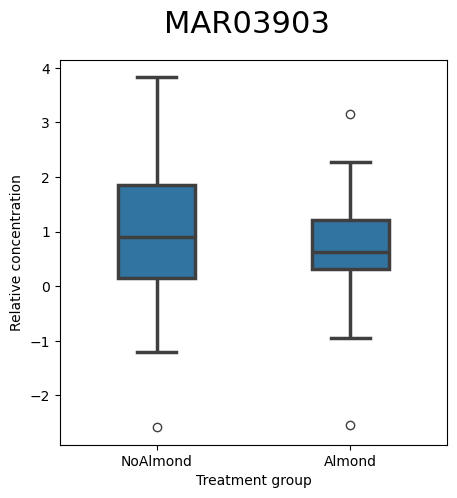 MAR03903
Relative concentration
4
3
2
1
0
−1
−2
NoAlmond
Almond
Treatment group